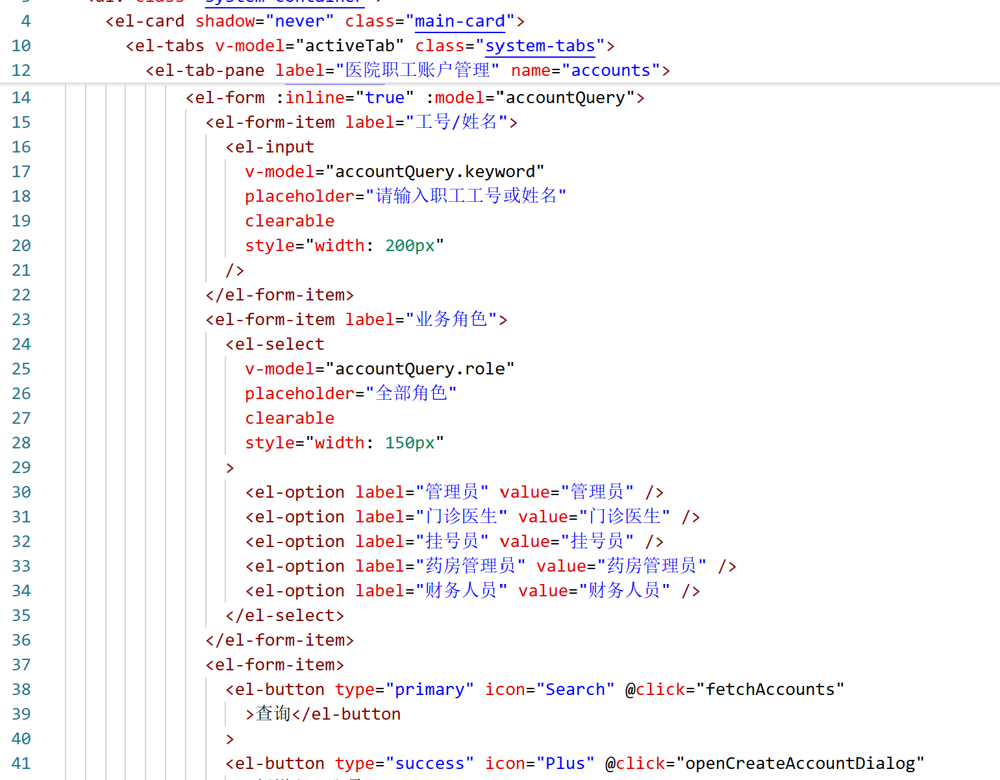 4 <el-card shadow="never" class="main-card">
10 <el-tabs v-model="activeTab" class="system-tabs">
12 <el-tab-pane label="医院职工账户管理" name="accounts">
14 <el-form :inline="true" :model="accountQuery">
15 <el-form-item label="工号/姓名">
16 <el-input
17 v-model="accountQuery.keyword"
18 placeholder="请输入职工工号或姓名"
19 clearable
20 style="width: 200px"
21 />
22 </el-form-item>
23 <el-form-item label="业务角色">
24 <el-select
25 v-model="accountQuery.role"
26 placeholder="全部角色"
27 clearable
28 style="width: 150px"
29 >
30 <el-option label="管理员" value="管理员" />
31 <el-option label="门诊医生" value="门诊医生" />
32 <el-option label="挂号员" value="挂号员" />
33 <el-option label="药房管理员" value="药房管理员" />
34 <el-option label="财务人员" value="财务人员" />
35 </el-select>
36 </el-form-item>
37 <el-form-item>
38 <el-button type="primary" icon="Search" @click="fetchAccounts"
39 >查询</el-button
40 >
41 <el-button type="success" icon="Plus" @click="openCreateAccountDialog"